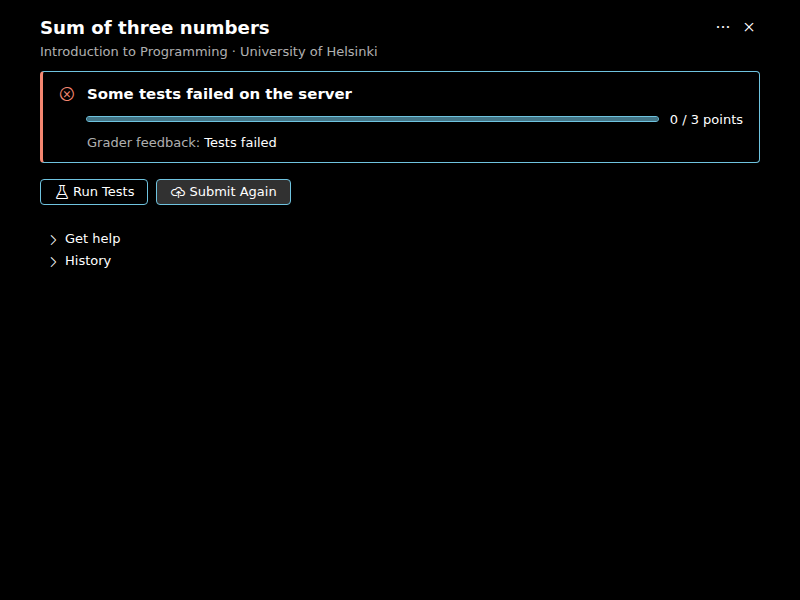 Sum of three numbers
Introduction to Programming · University of Helsinki
Some tests failed on the server
0 / 3 points
Grader feedback: Tests failed
Run Tests
Submit Again
Get help
History